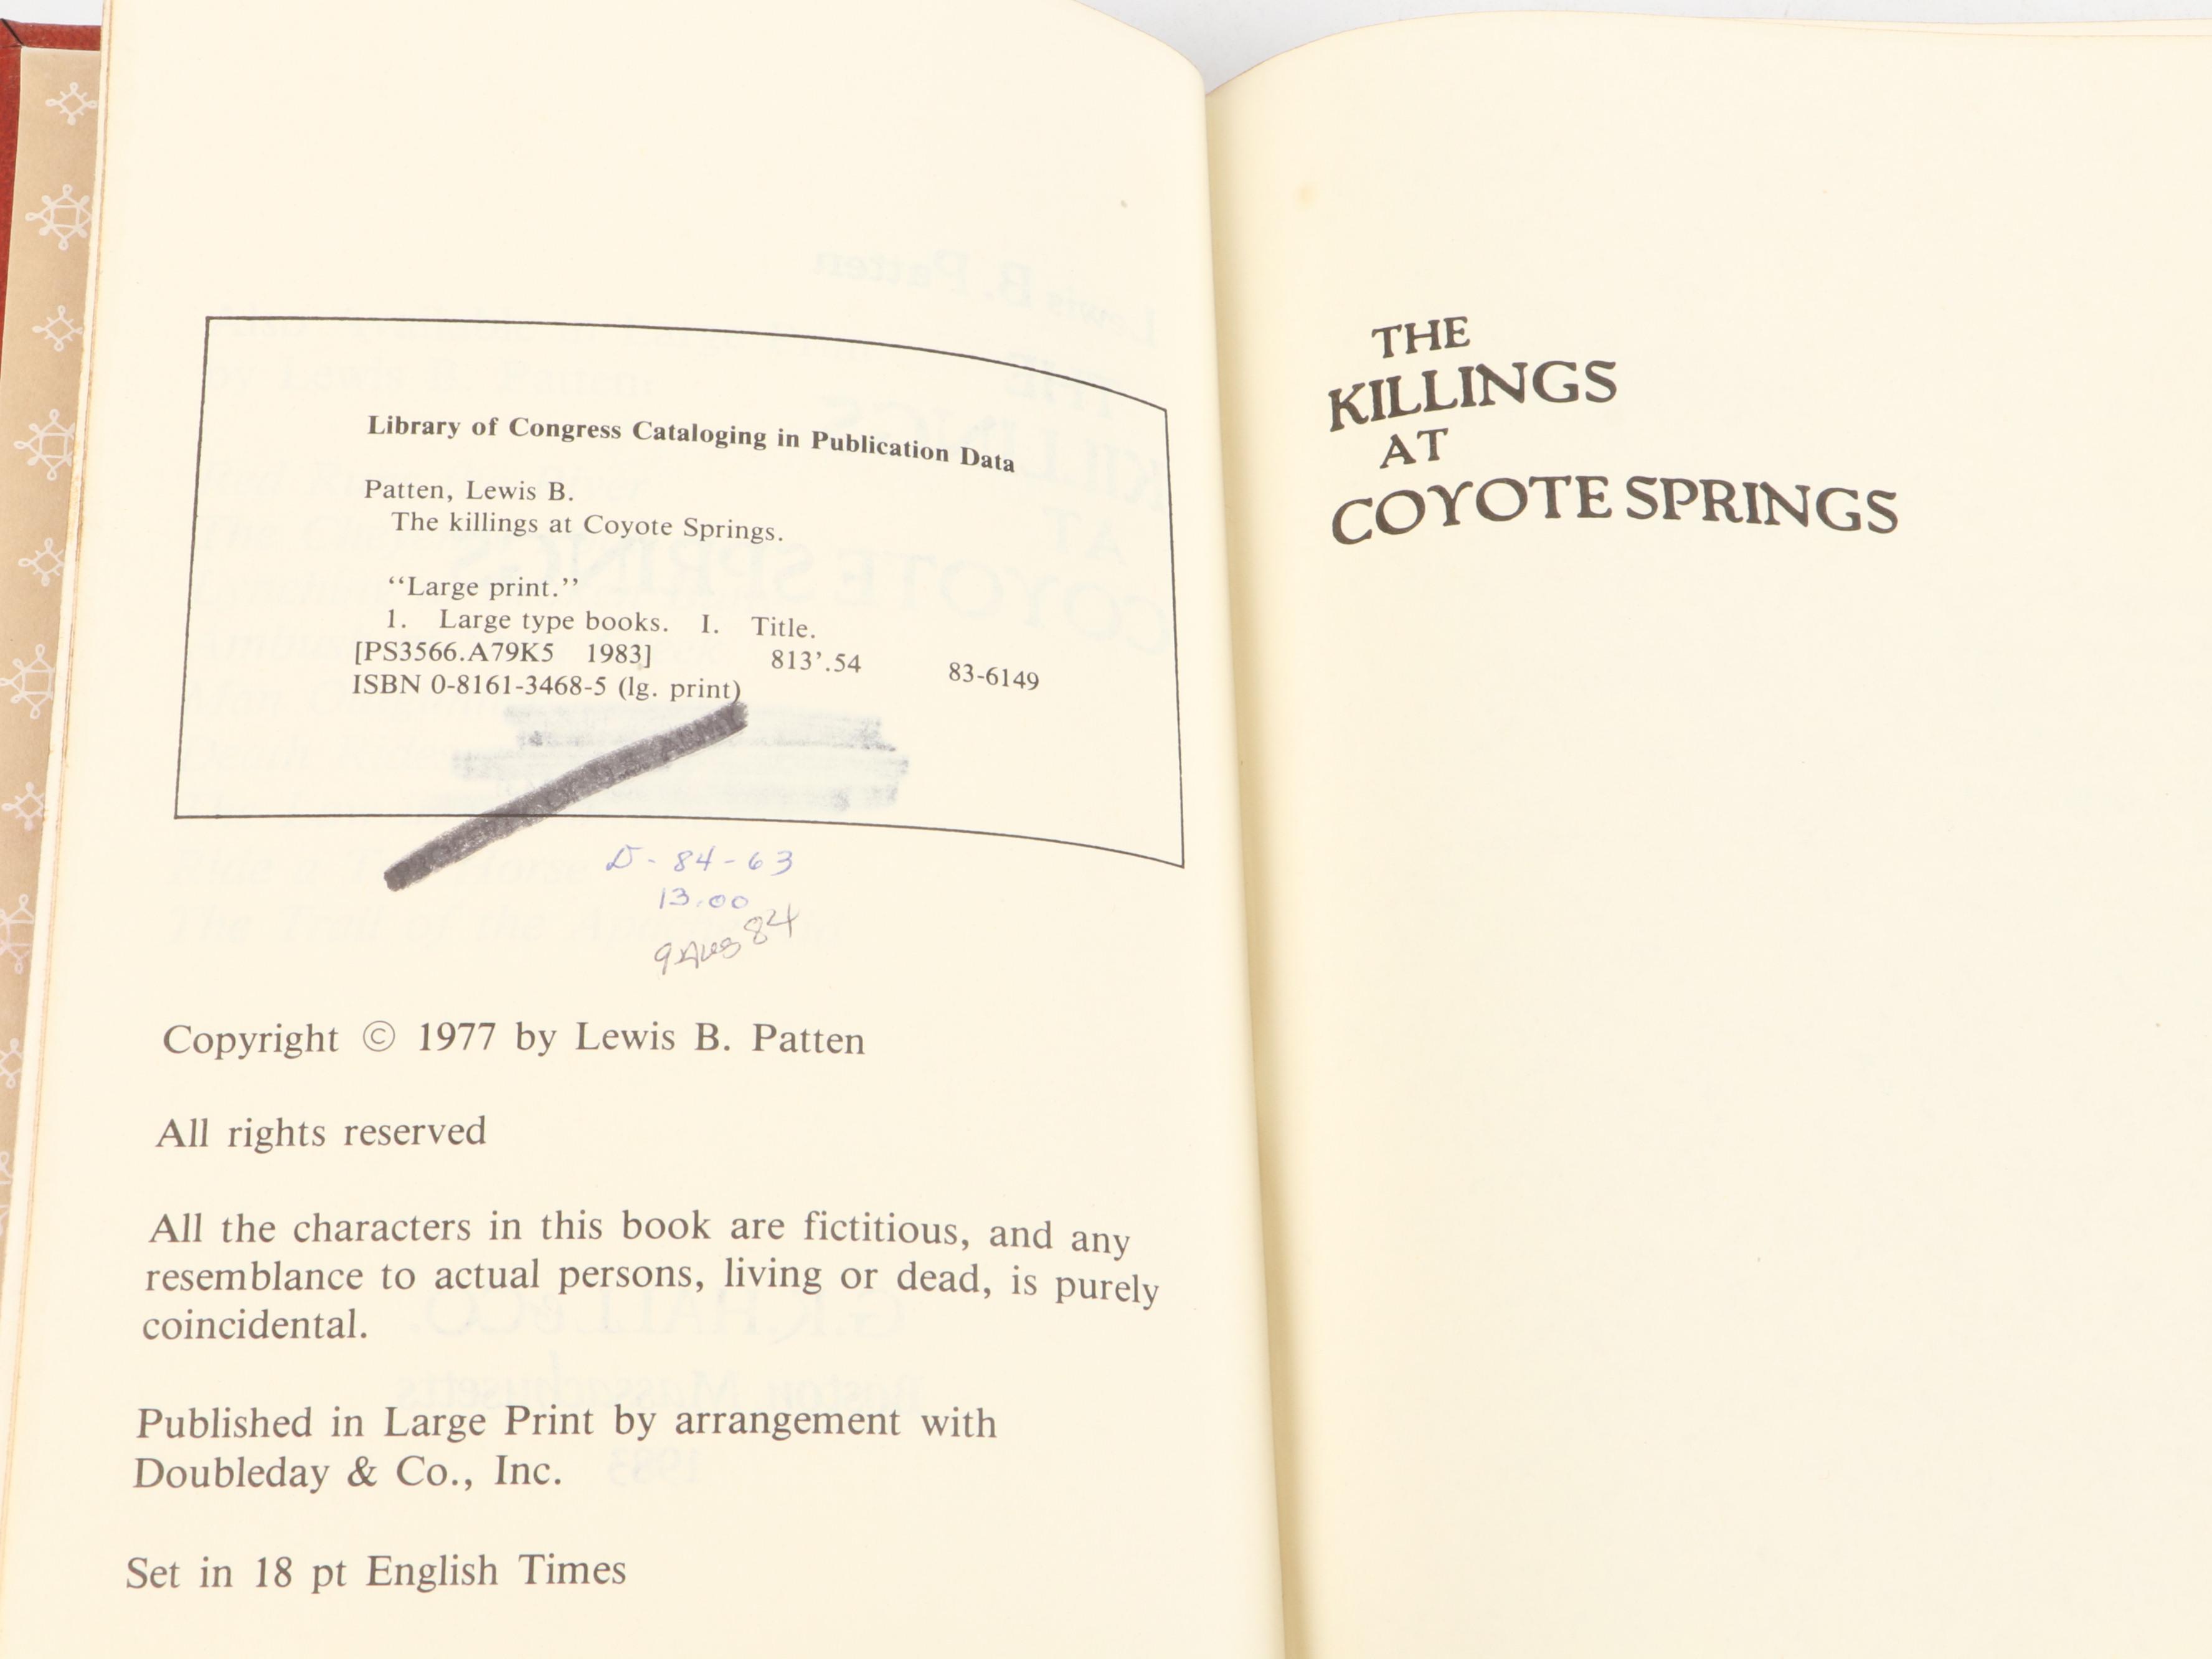 Library of Congress Cataloging in Publication Data
Patten, Lewis B.
The killings at Coyote Springs.
‘‘Large print.’’
1. Large type books. I. Title.
[PS3566.A79K5 1983] 813’.54 83-6149
ISBN 0-8161-3468-5 (lg. print)
D-84-63
13.00
9 Aug 84
Copyright © 1977 by Lewis B. Patten
All rights reserved
All the characters in this book are fictitious, and any
resemblance to actual persons, living or dead, is purely
coincidental.
Published in Large Print by arrangement with
Doubleday & Co., Inc.
Set in 18 pt English Times
THE
KILLINGS
AT
COYOTE SPRINGS